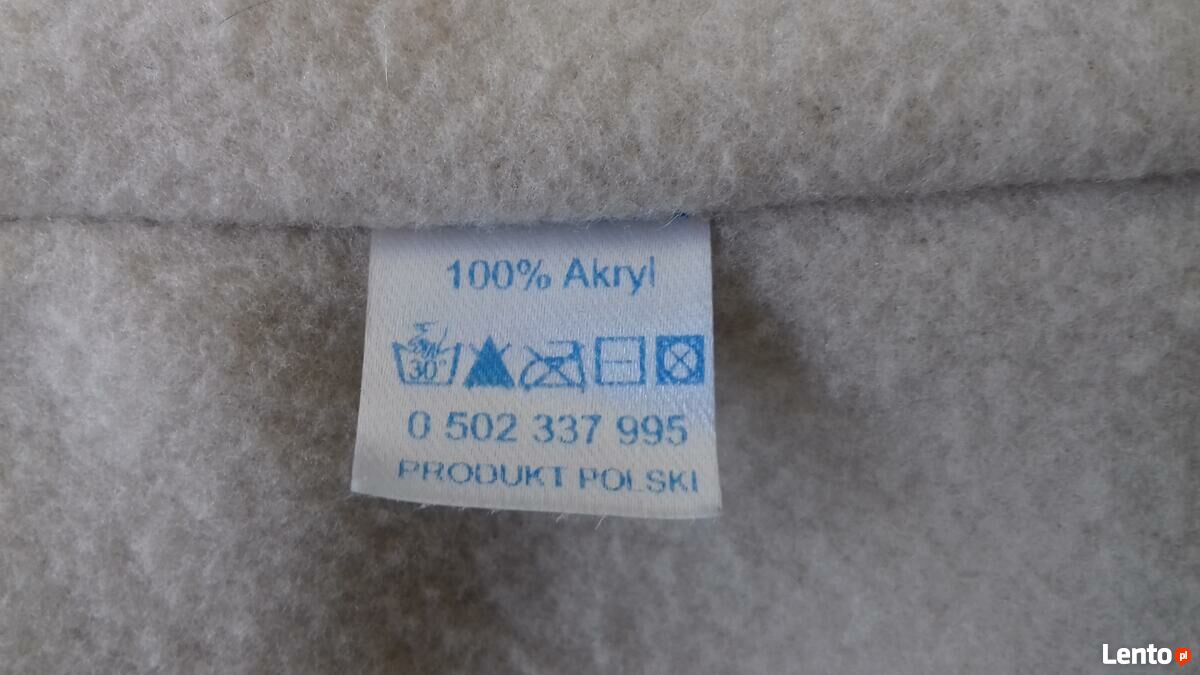 100% Akryl
30°
0 502 337 995
PRODUKT POLSKI
Lento.pl